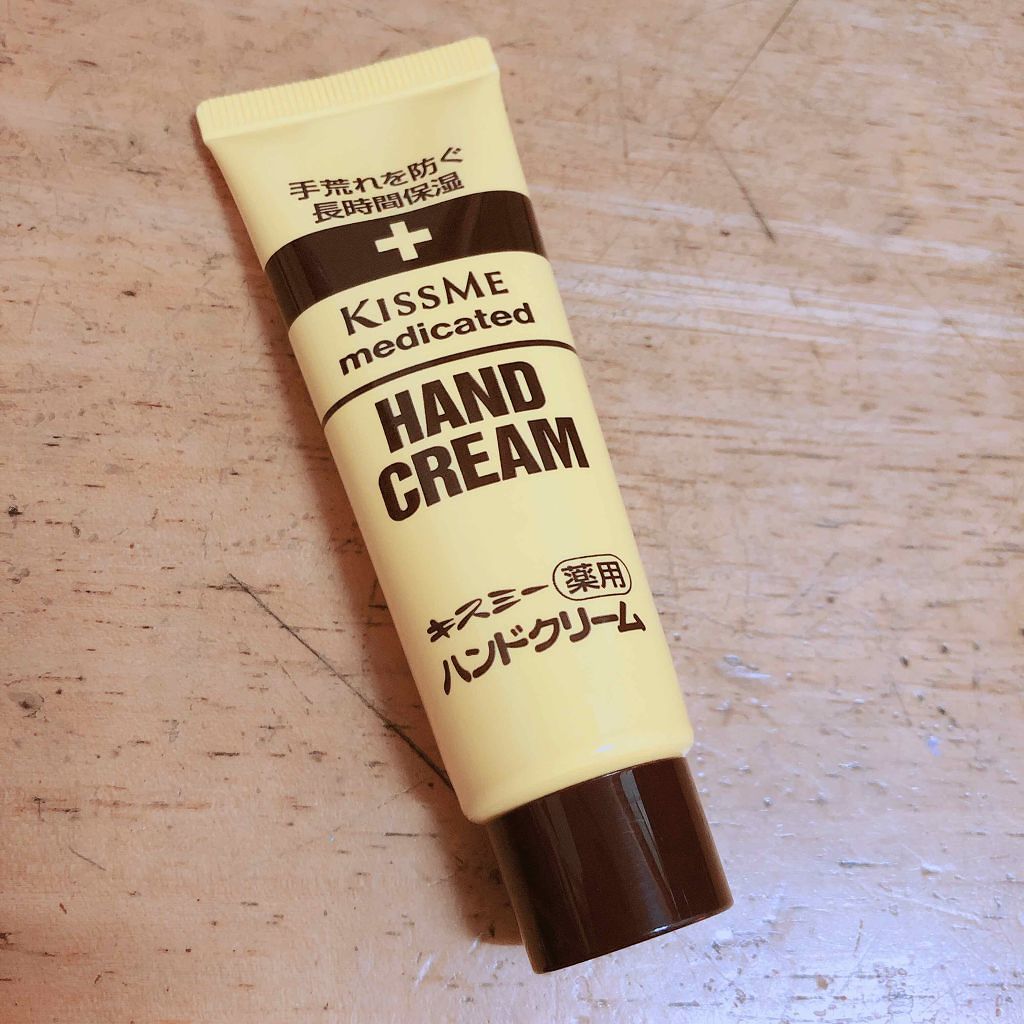 手荒れを防ぐ
長時間保湿
KISSME
medicated
HAND
CREAM
キスミー 薬用
ハンドクリーム